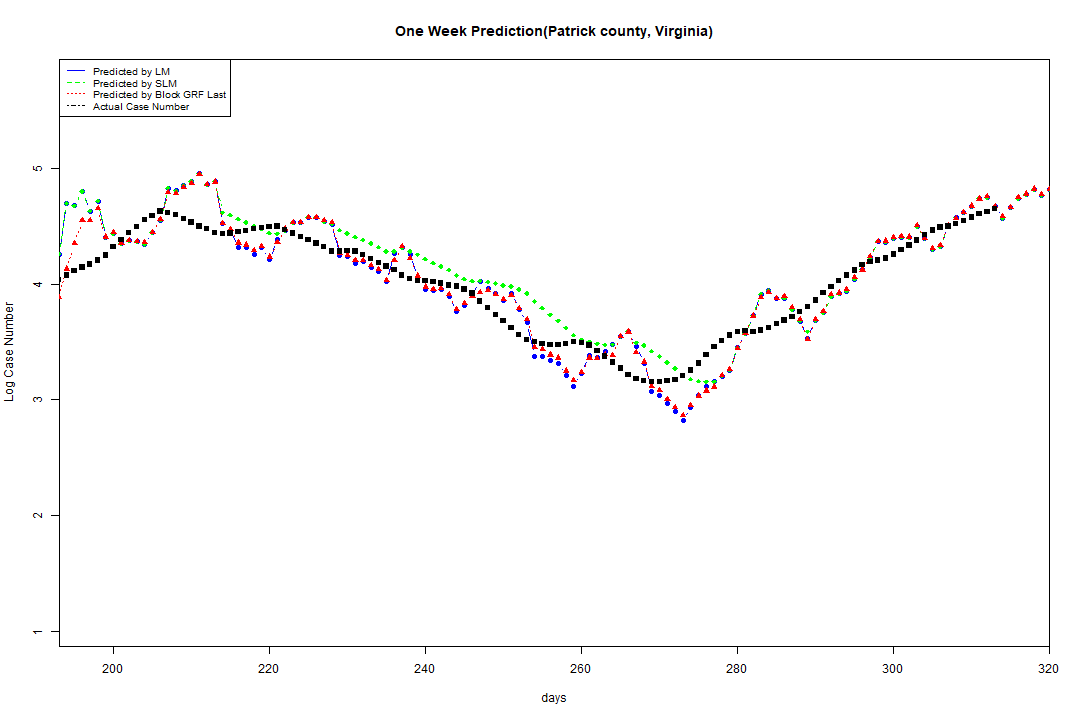 One Week Prediction(Patrick county, Virginia)
Predicted by LM
Predicted by SLM
Predicted by Block GRF Last
Actual Case Number
5
4
3
2
1
Log Case Number
200 220 240 260 280 300 320
days